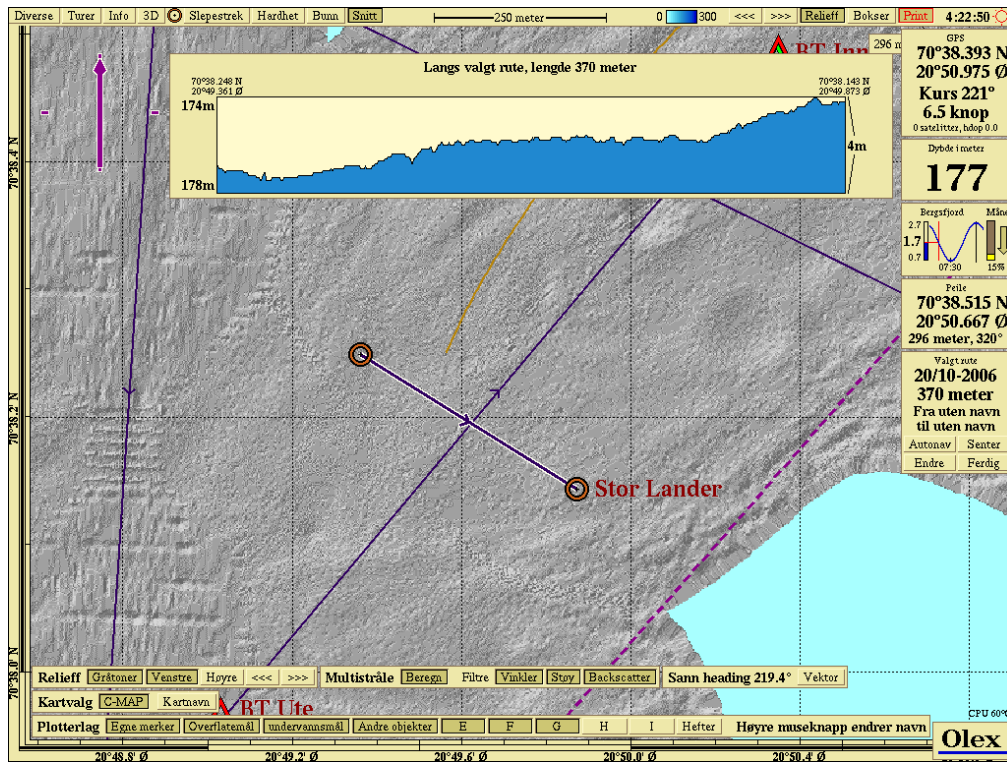 Diverse Turer Info 3D Slepestrek Hardhet Bunn Snitt 250 meter 0 300 <<< >>> Relieff Bokser Print 4:22:50
BT Inn
296 m
Langs valgt rute, lengde 370 meter
70°38.248 N
20°49.361 Ø
70°38.143 N
20°49.873 Ø
174m
4m
178m
GPS
70°38.393 N
20°50.975 Ø
Kurs 221°
6.5 knop
0 satelitter, hdop 0.0
Dybde i meter
177
Bergsfjord Måne
2.7
1.7
0.7
07:30 15%
Peile
70°38.515 N
20°50.667 Ø
296 meter, 320°
Valgt rute
20/10-2006
370 meter
Fra uten navn
til uten navn
Autonav Senter
Endre Ferdig
70°38.4' N
70°38.2' N
70°38.0' N
Stor Lander
BT Ute
Relieff Gråtoner Venstre Høyre <<< >>> Multistråle Beregn Filtre Vinkler Støy Backscatter Sann heading 219.4° Vektor
Kartvalg C-MAP Kartnavn
CPU 60°
Plotterlag Egne merker Overflatemål undervannsmål Andre objekter E F G H I Hefter Høyre museknapp endrer navn
Olex
20°48.8' Ø 20°49.2' Ø 20°49.6' Ø 20°50.0' Ø 20°50.4' Ø